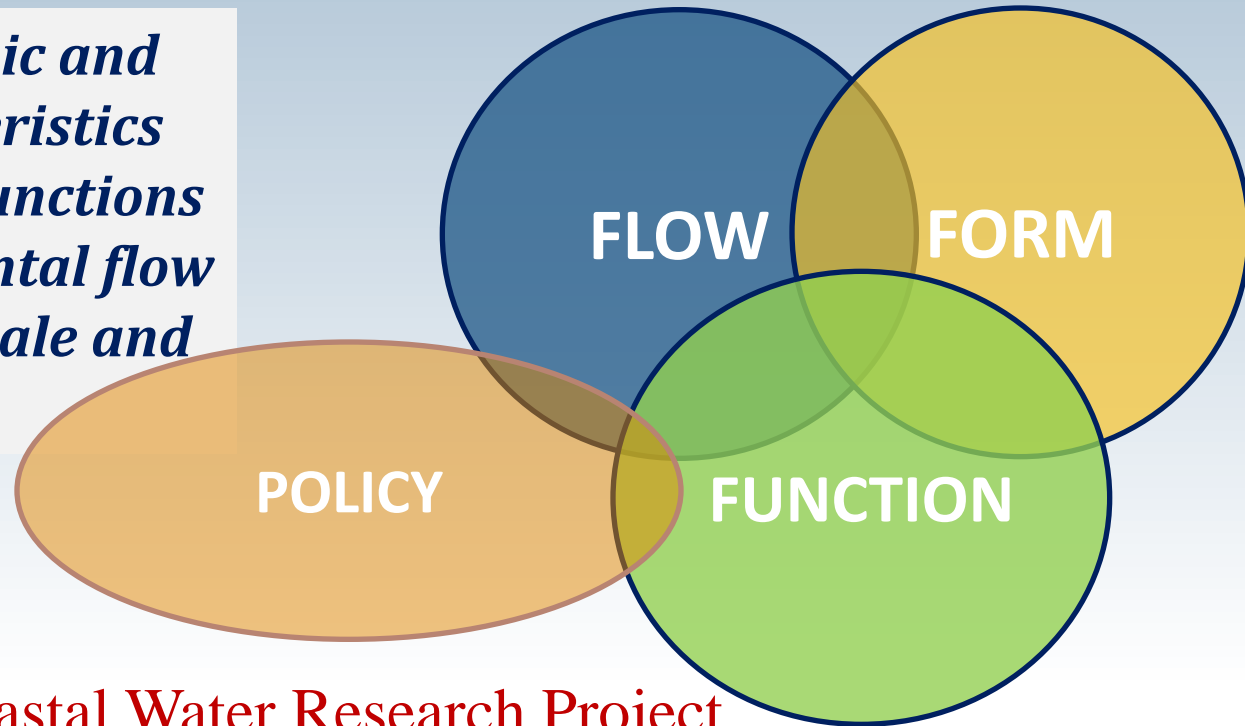 ic and
ristics
unctions
ntal flow
ale and
FLOW
FORM
POLICY
FUNCTION
astal Water Research Project